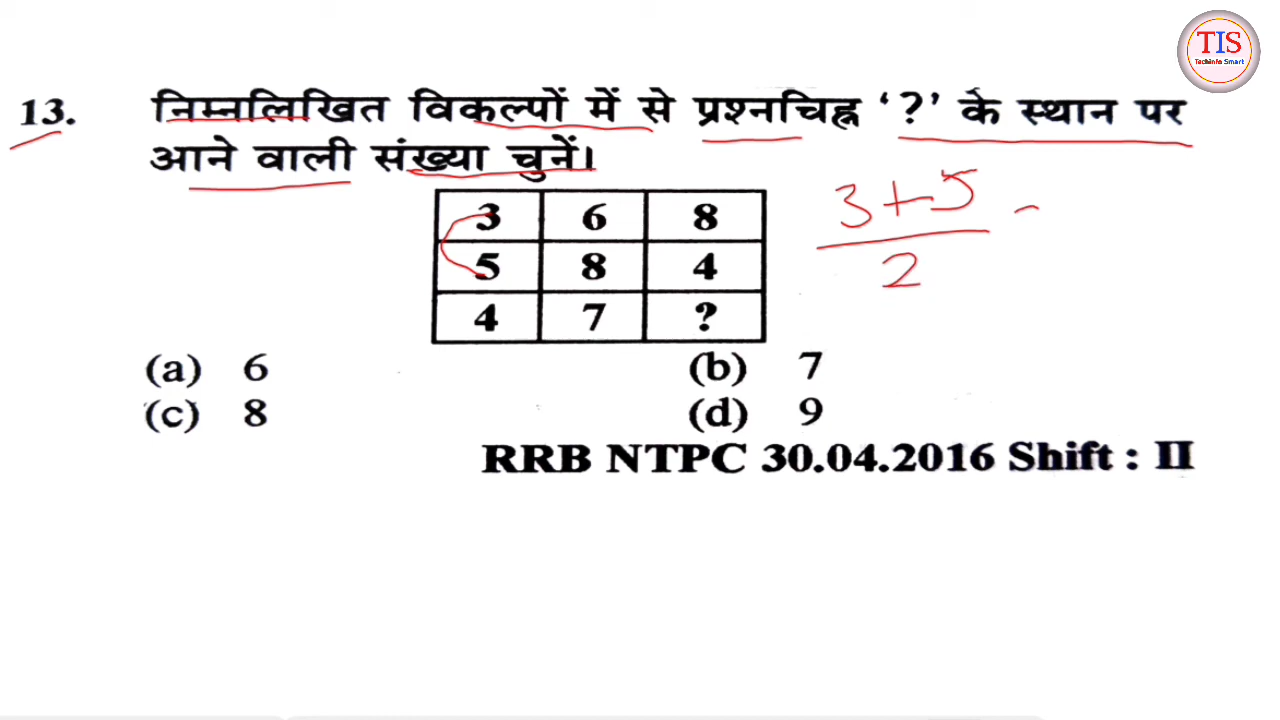 TIS
Techinfo Smart
13. निम्नलिखित विकल्पों में से प्रश्नचिह्न ‘?’ के स्थान पर
आने वाली संख्या चुनें।
3 6 8
5 8 4
4 7 ?
3+5
2
(a) 6 (b) 7
(c) 8 (d) 9
RRB NTPC 30.04.2016 Shift : II